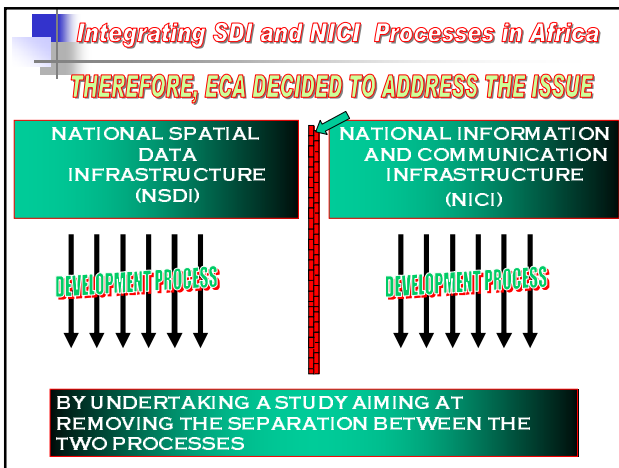 Integrating SDI and NICI Processes in Africa
THEREFORE, ECA DECIDED TO ADDRESS THE ISSUE
NATIONAL SPATIAL
DATA
INFRASTRUCTURE
(NSDI)
NATIONAL INFORMATION
AND COMMUNICATION
INFRASTRUCTURE
(NICI)
DEVELOPMENT PROCESS
DEVELOPMENT PROCESS
BY UNDERTAKING A STUDY AIMING AT
REMOVING THE SEPARATION BETWEEN THE
TWO PROCESSES